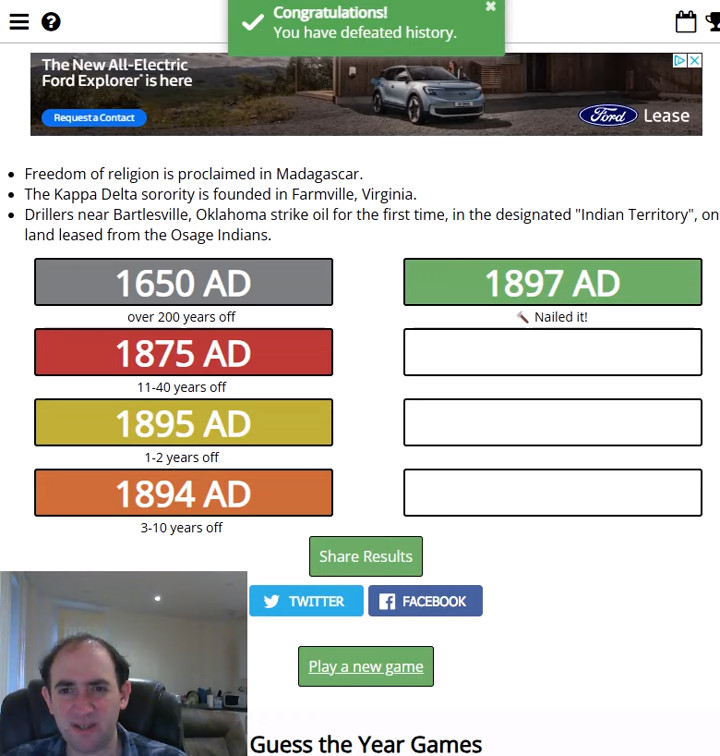 Congratulations!
You have defeated history.
The New All-Electric
Ford Explorer* is here
Request a Contact
Ford Lease
• Freedom of religion is proclaimed in Madagascar.
• The Kappa Delta sorority is founded in Farmville, Virginia.
• Drillers near Bartlesville, Oklahoma strike oil for the first time, in the designated "Indian Territory", on
land leased from the Osage Indians.
1650 AD
over 200 years off
1875 AD
11-40 years off
1895 AD
1-2 years off
1894 AD
3-10 years off
1897 AD
Nailed it!
Share Results
TWITTER
FACEBOOK
Play a new game
Guess the Year Games